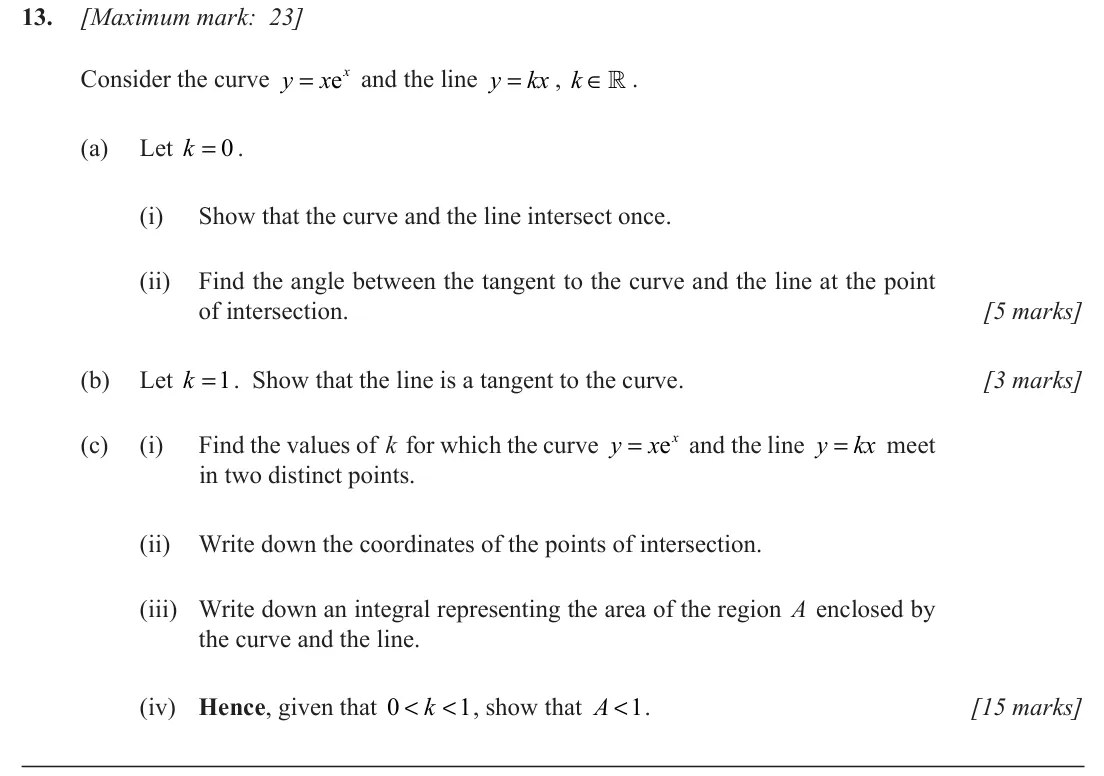 13. [Maximum mark: 23]
Consider the curve y = xeˣ and the line y = kx , k ∈ ℝ .
(a) Let k = 0 .
(i) Show that the curve and the line intersect once.
(ii) Find the angle between the tangent to the curve and the line at the point
of intersection. [5 marks]
(b) Let k = 1 . Show that the line is a tangent to the curve. [3 marks]
(c) (i) Find the values of k for which the curve y = xeˣ and the line y = kx meet
in two distinct points.
(ii) Write down the coordinates of the points of intersection.
(iii) Write down an integral representing the area of the region A enclosed by
the curve and the line.
(iv) Hence, given that 0 < k < 1 , show that A < 1 . [15 marks]